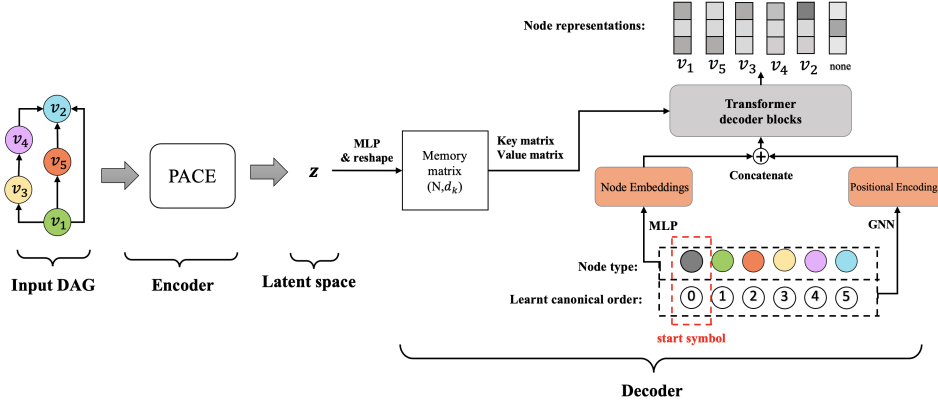 Node representations:
v₁ v₅ v₃ v₄ v₂ none
Transformer
decoder blocks
v₂
v₄
v₅
v₃
v₁
PACE
z
MLP
& reshape
Memory
matrix
(N,dₖ)
Key matrix
Value matrix
+
Concatenate
Node Embeddings
Positional Encoding
MLP
GNN
Node type:
Learnt canonical order: 0 1 2 3 4 5
start symbol
Input DAG
Encoder
Latent space
Decoder